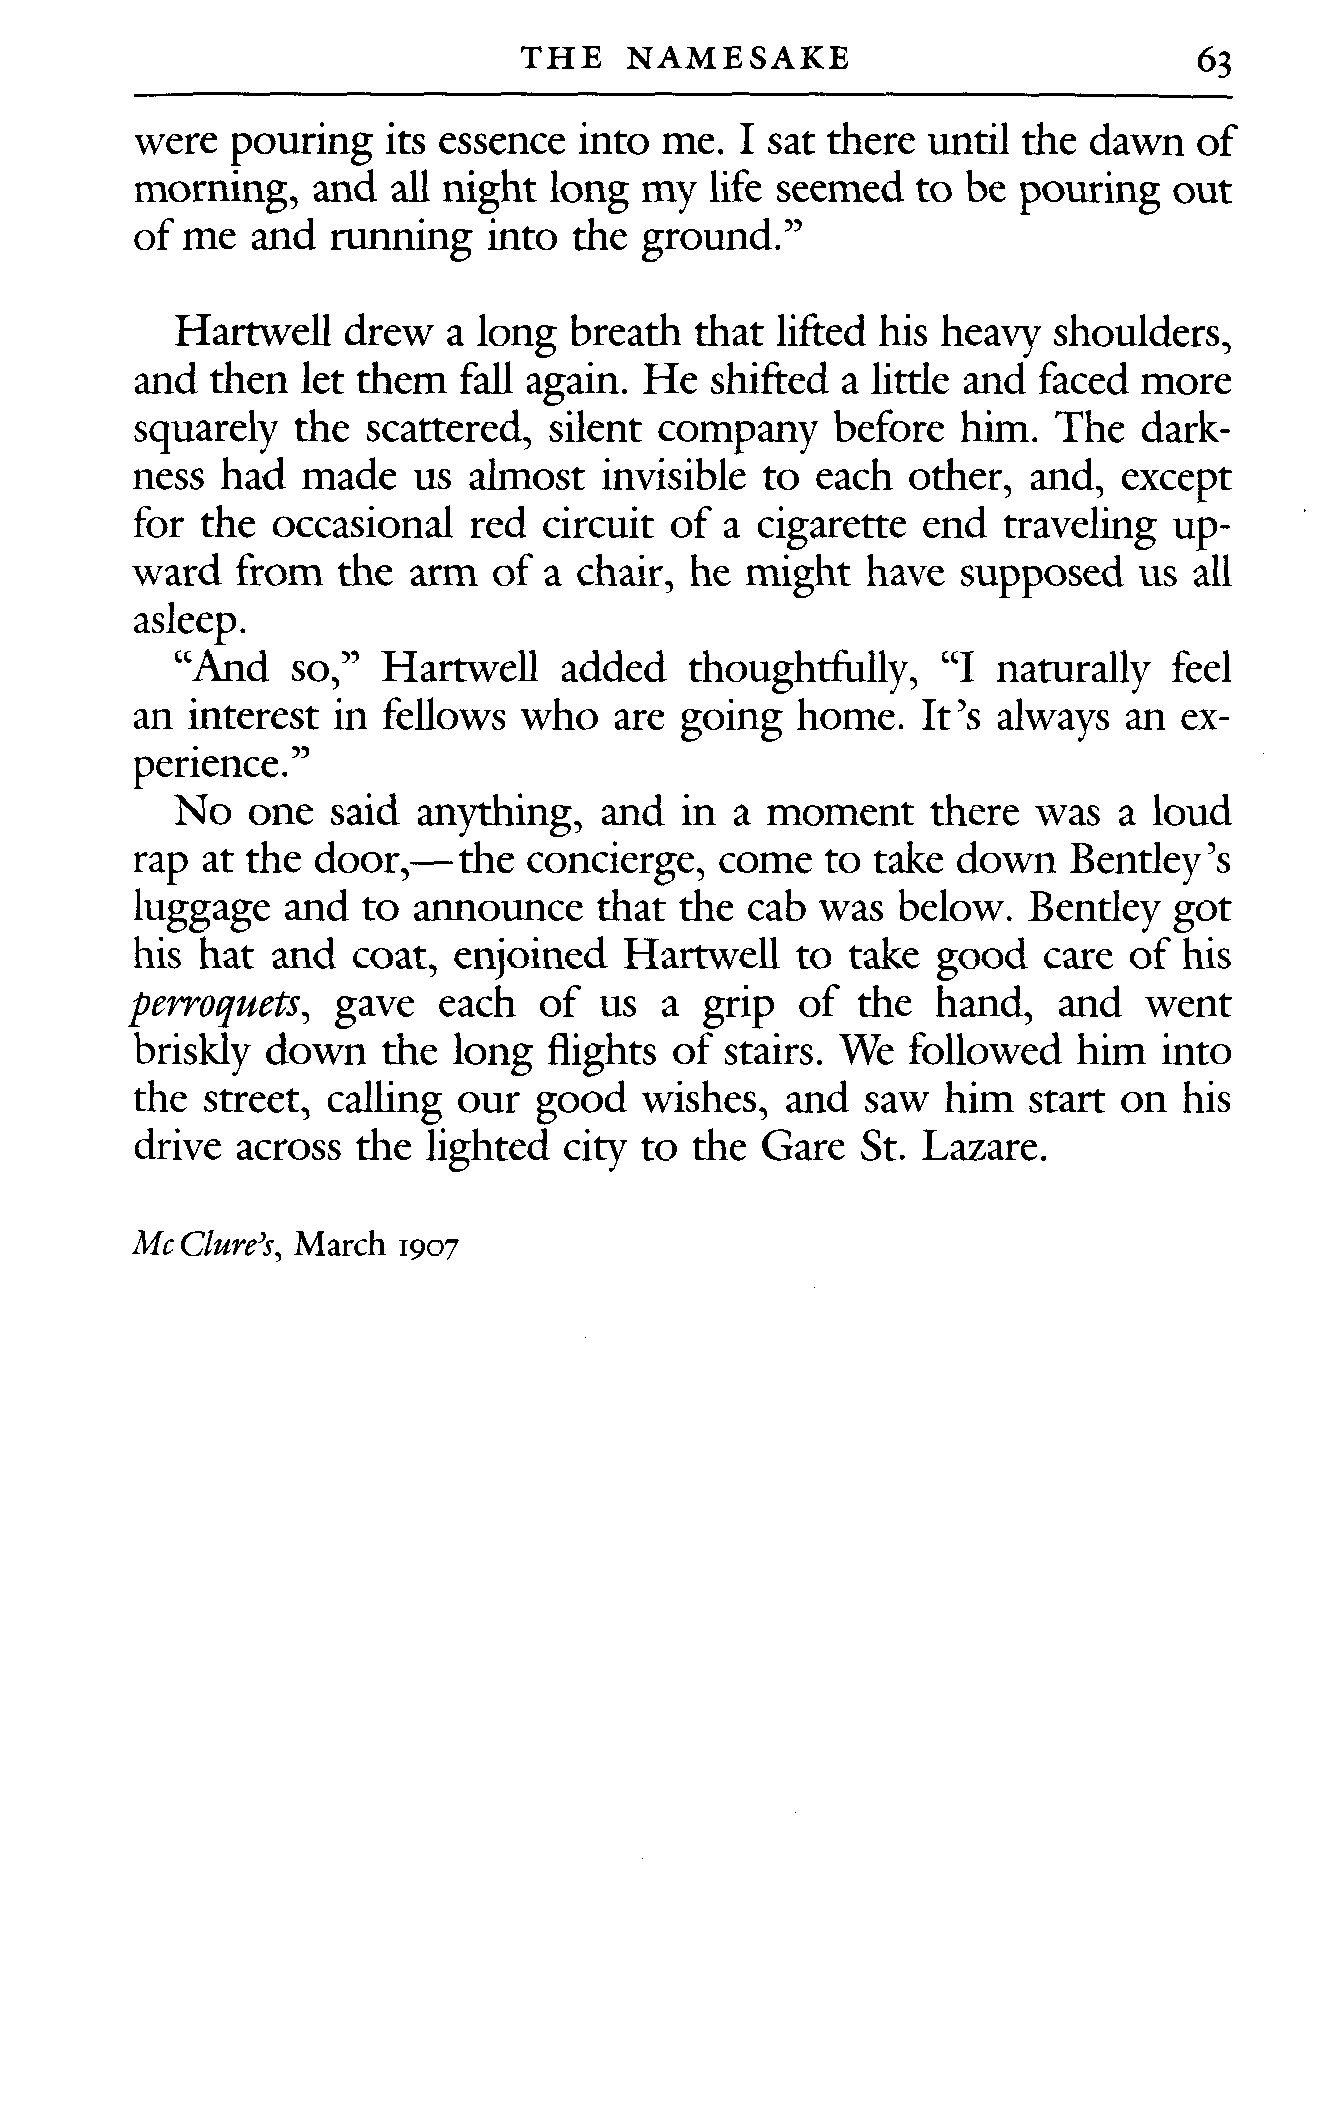 THE NAMESAKE 63
were pouring its essence into me. I sat there until the dawn of
morning, and all night long my life seemed to be pouring out
of me and running into the ground.”
Hartwell drew a long breath that lifted his heavy shoulders,
and then let them fall again. He shifted a little and faced more
squarely the scattered, silent company before him. The dark-
ness had made us almost invisible to each other, and, except
for the occasional red circuit of a cigarette end traveling up-
ward from the arm of a chair, he might have supposed us all
asleep.
“And so,” Hartwell added thoughtfully, “I naturally feel
an interest in fellows who are going home. It’s always an ex-
perience.”
No one said anything, and in a moment there was a loud
rap at the door,—the concierge, come to take down Bentley’s
luggage and to announce that the cab was below. Bentley got
his hat and coat, enjoined Hartwell to take good care of his
perroquets, gave each of us a grip of the hand, and went
briskly down the long flights of stairs. We followed him into
the street, calling our good wishes, and saw him start on his
drive across the lighted city to the Gare St. Lazare.
McClure’s, March 1907